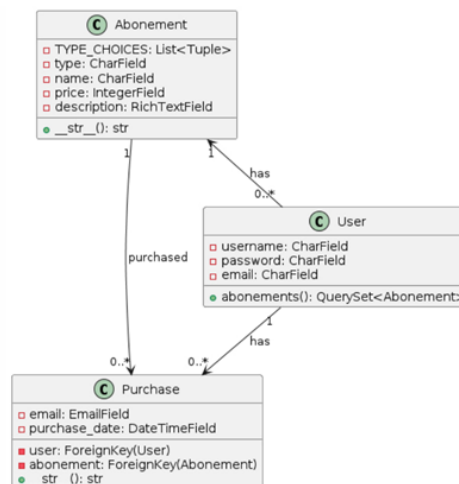 C Abonement
TYPE_CHOICES: List<Tuple>
type: CharField
name: CharField
price: IntegerField
description: RichTextField
__str__(): str
1
1
has
0..*
C User
username: CharField
password: CharField
email: CharField
abonements(): QuerySet<Abonement>
purchased
1
has
0..*
0..*
C Purchase
email: EmailField
purchase_date: DateTimeField
user: ForeignKey(User)
abonement: ForeignKey(Abonement)
__str__(): str